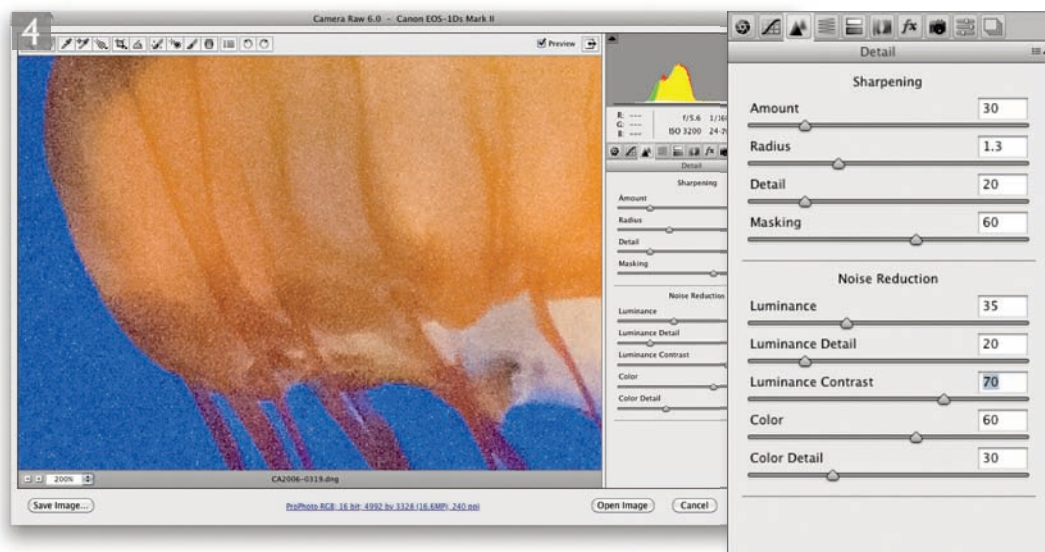 4
Camera Raw 6.0 – Canon EOS-1Ds Mark II
Preview
R: ---
G: ---
B: ---
f/5.6
ISO 3200
Detail
Sharpening
Amount
Radius
Detail
Masking
Noise Reduction
Luminance
Luminance Detail
Luminance Contrast
Color
Color Detail
200%
CA2006-0319.dng
Save Image...
ProPhoto RGB; 16 bit; 4992 by 3328 (16.6MP); 240 ppi
Open Image
Cancel
fx
Detail
Sharpening
Amount 30
Radius 1.3
Detail 20
Masking 60
Noise Reduction
Luminance 35
Luminance Detail 20
Luminance Contrast 70
Color 60
Color Detail 30